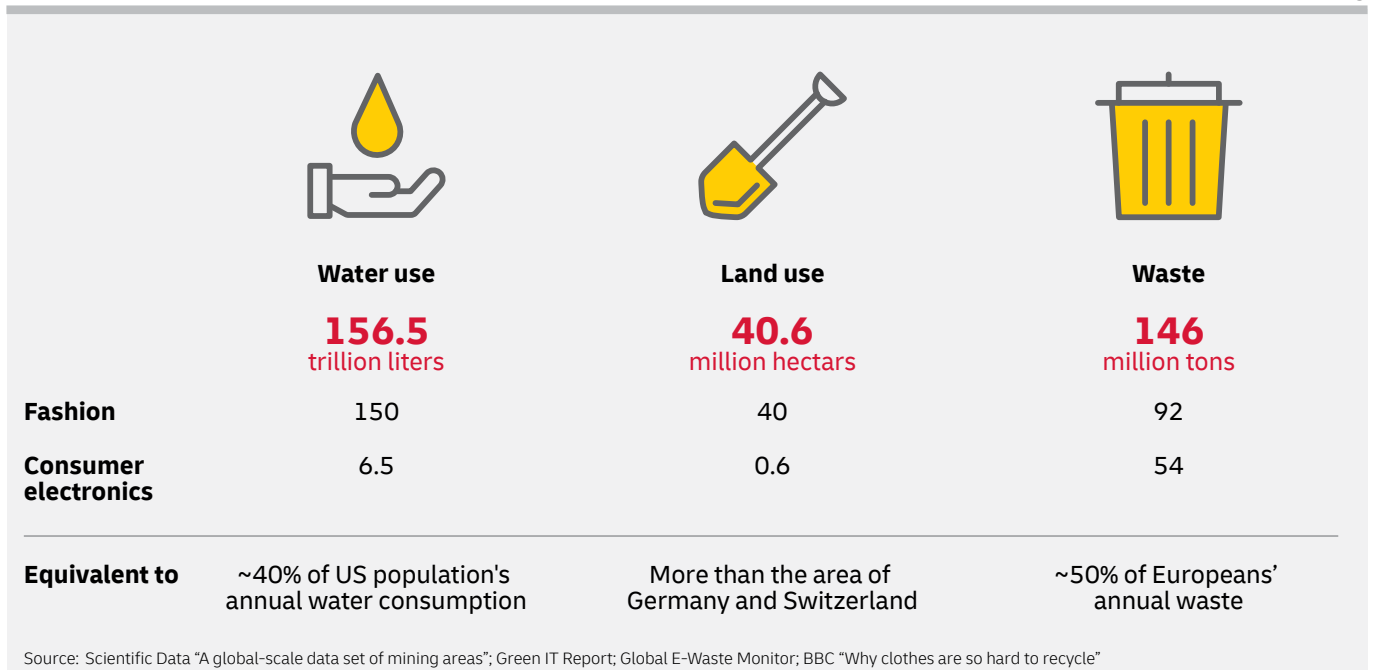 Water use
Land use
Waste
156.5
trillion liters
40.6
million hectars
146
million tons
Fashion
150
40
92
Consumer
electronics
6.5
0.6
54
Equivalent to
~40% of US population's
annual water consumption
More than the area of
Germany and Switzerland
~50% of Europeans’
annual waste
Source: Scientific Data “A global-scale data set of mining areas”; Green IT Report; Global E-Waste Monitor; BBC “Why clothes are so hard to recycle”